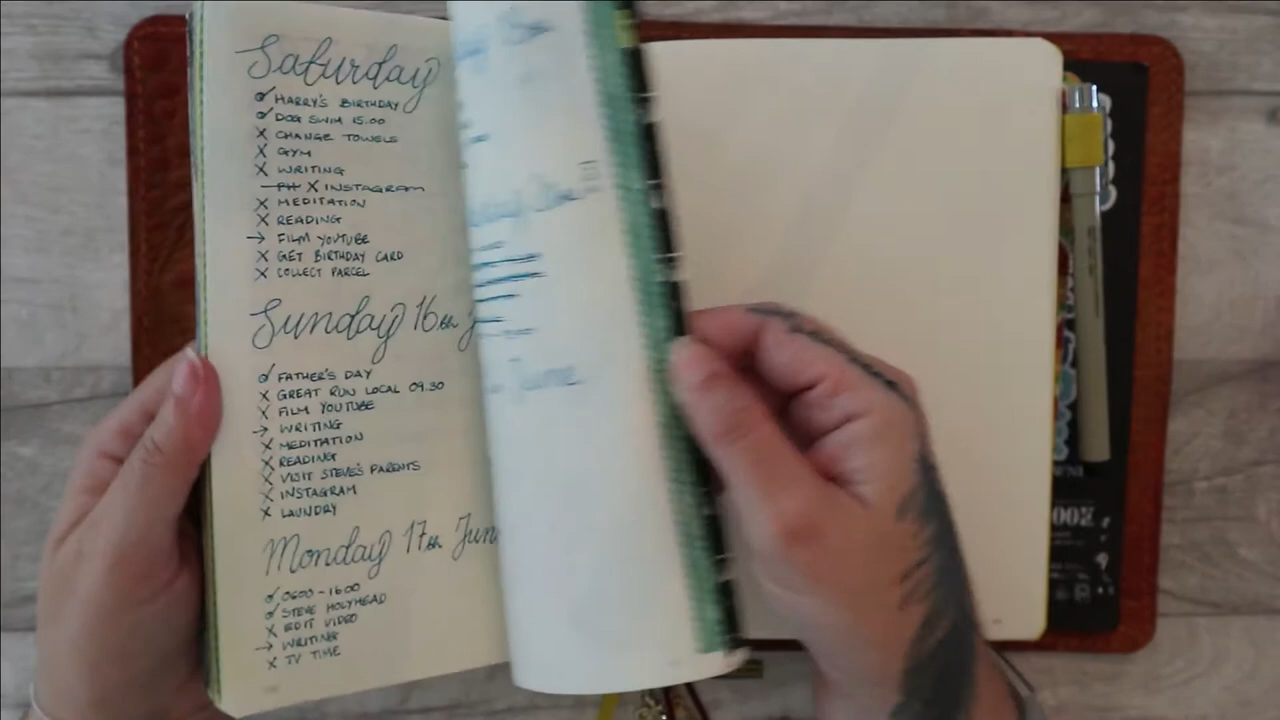 Saturday
HARRY'S BIRTHDAY
DOG SWIM 15.00
X CHANGE TOWELS
X GYM
X WRITING
X INSTAGRAM
X MEDITATION
X READING
→ FILM YOUTUBE
X GET BIRTHDAY CARD
X COLLECT PARCEL
Sunday 16th
FATHER'S DAY
X GREAT RUN LOCAL 09.30
X FILM YOUTUBE
→ WRITING
X MEDITATION
X READING
X VISIT STEVE'S PARENTS
X INSTAGRAM
X LAUNDRY
Monday 17th Jun
0600-1600
STEVE HOLYHEAD
X EDIT VIDEO
→ WRITING
X TV TIME
June